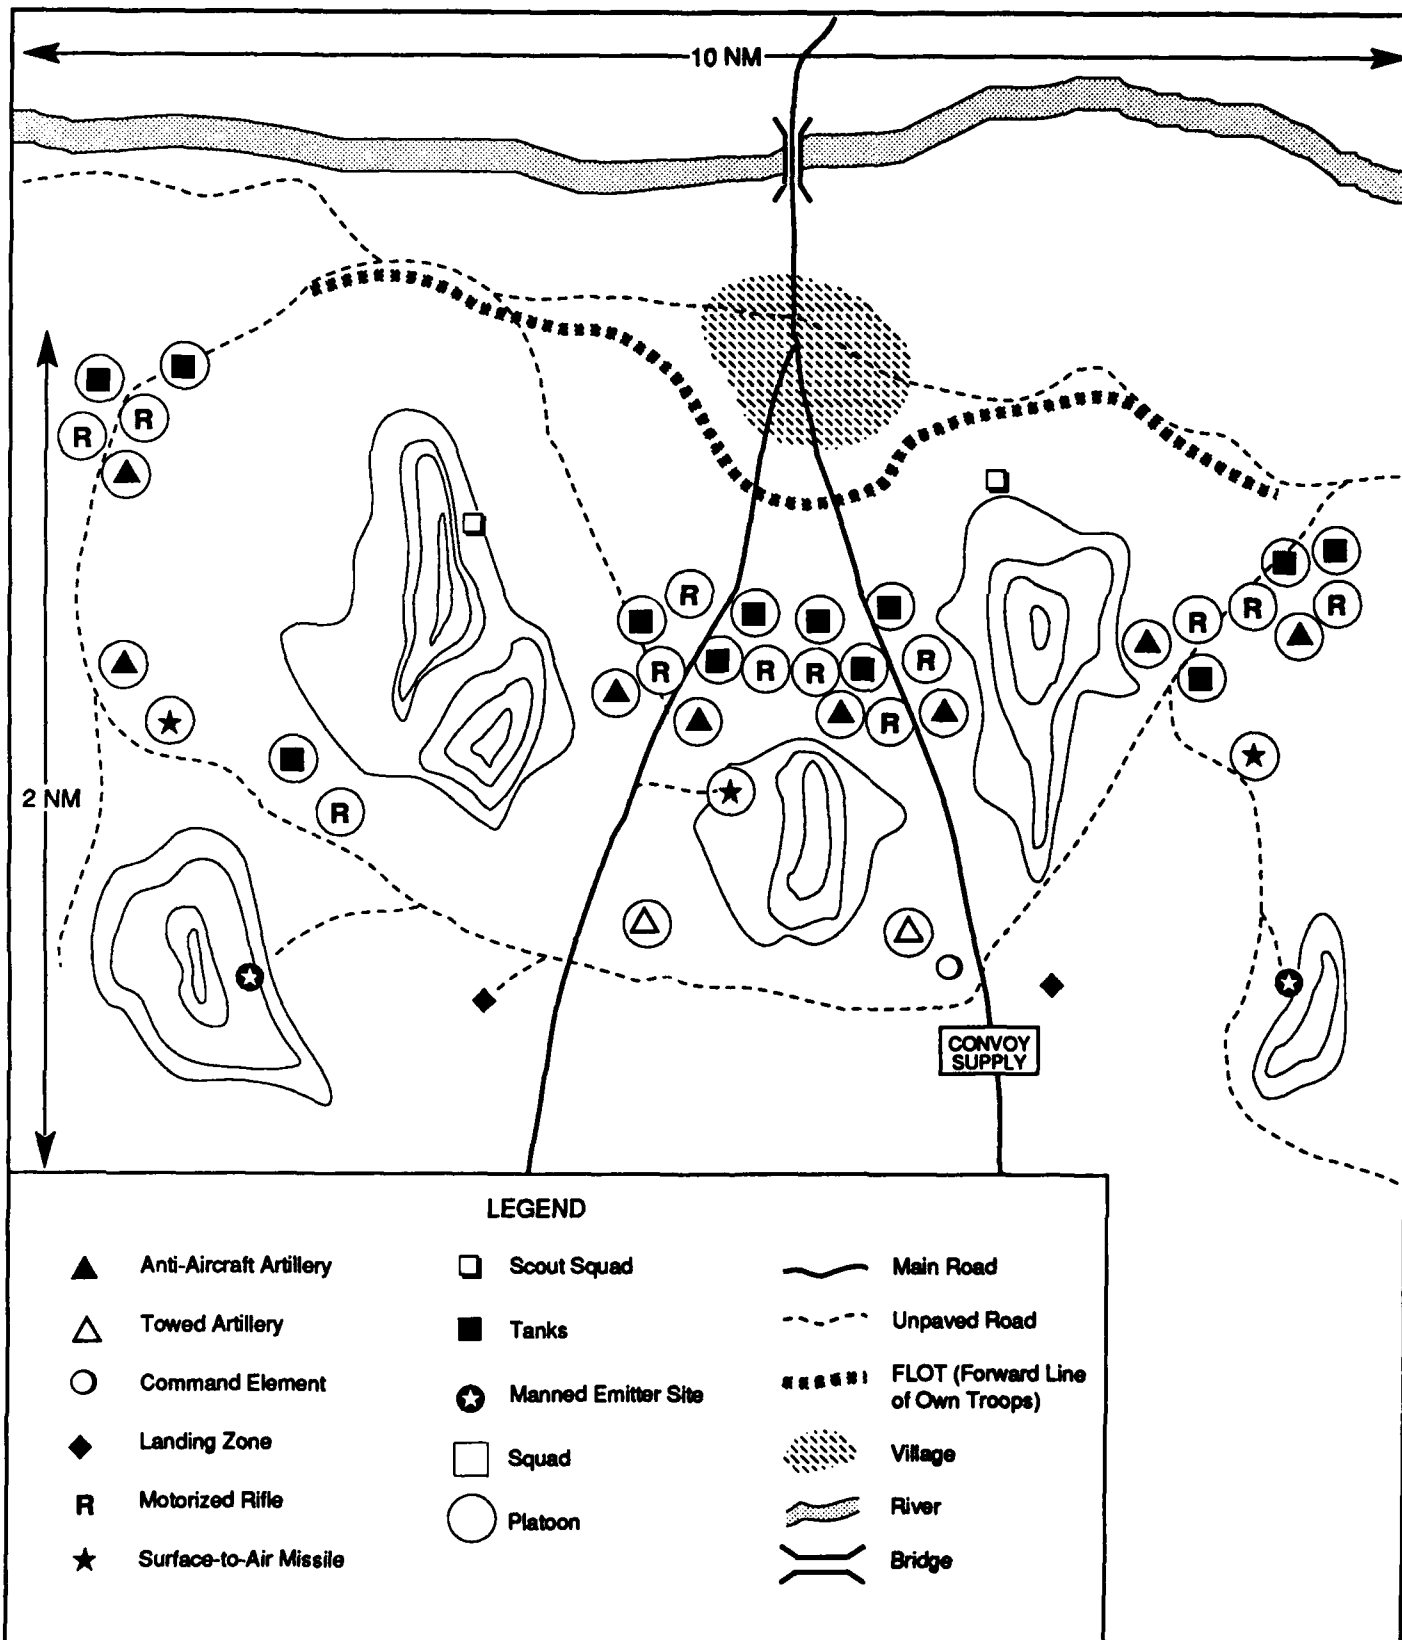 10 NM
R
R
R
R
R
R
R
R
R
R
R
R
2 NM
CONVOY
SUPPLY
LEGEND
Anti-Aircraft Artillery
Towed Artillery
Command Element
Landing Zone
R Motorized Rifle
Surface-to-Air Missile
Scout Squad
Tanks
Manned Emitter Site
Squad
Platoon
Main Road
Unpaved Road
FLOT (Forward Line
of Own Troops)
Village
River
Bridge